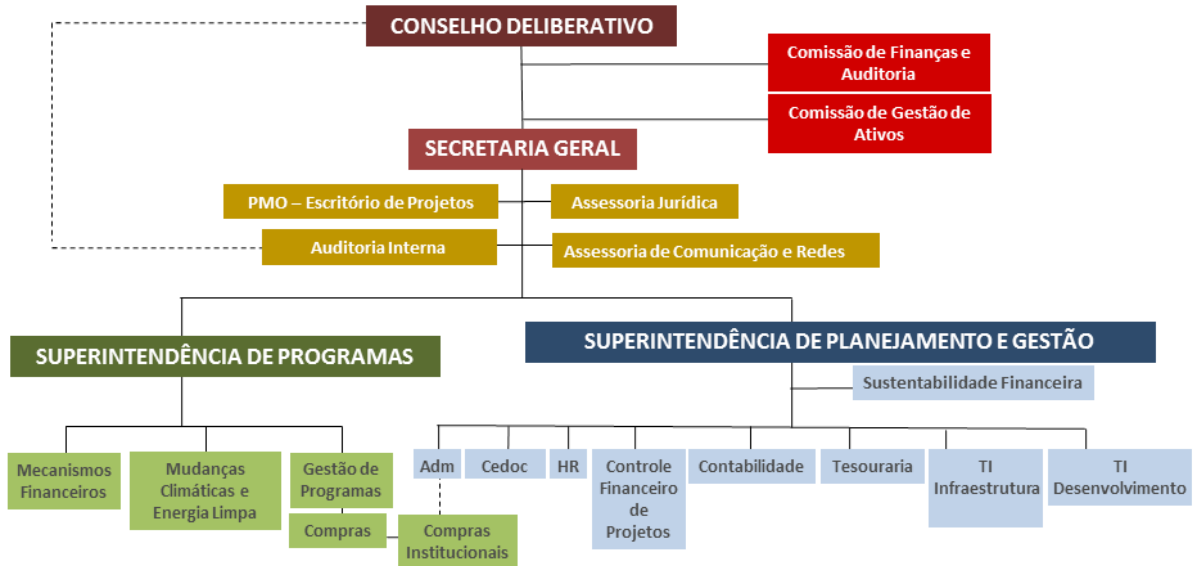 CONSELHO DELIBERATIVO
Comissão de Finanças e
Auditoria
Comissão de Gestão de
Ativos
SECRETARIA GERAL
PMO – Escritório de Projetos
Assessoria Jurídica
Auditoria Interna
Assessoria de Comunicação e Redes
SUPERINTENDÊNCIA DE PROGRAMAS
SUPERINTENDÊNCIA DE PLANEJAMENTO E GESTÃO
Sustentabilidade Financeira
Mecanismos
Financeiros
Mudanças
Climáticas e
Energia Limpa
Gestão de
Programas
Compras
Compras
Institucionais
Adm
Cedoc
HR
Controle
Financeiro
de
Projetos
Contabilidade
Tesouraria
TI
Infraestrutura
TI
Desenvolvimento